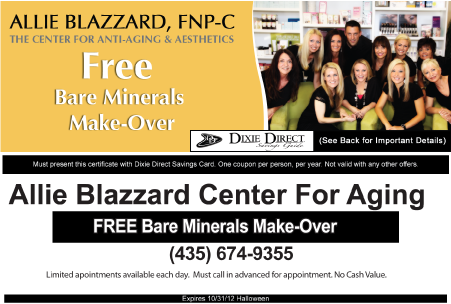 ALLIE BLAZZARD, FNP-C
THE CENTER FOR ANTI-AGING & AESTHETICS
Free
Bare Minerals
Make-Over
DIXIE DIRECT
Savings Guide
(See Back for Important Details)
Must present this certificate with Dixie Direct Savings Card. One coupon per person, per year. Not valid with any other offers.
Allie Blazzard Center For Aging
FREE Bare Minerals Make-Over
(435) 674-9355
Limited apointments available each day. Must call in advanced for appointment. No Cash Value.
Expires 10/31/12 Halloween